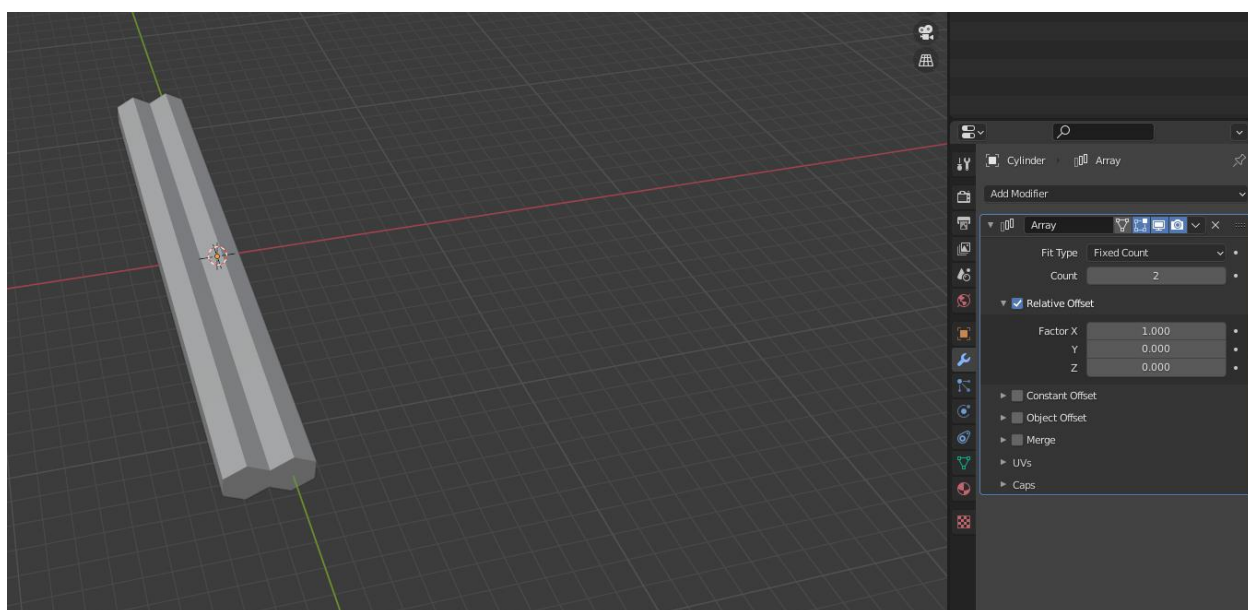 Cylinder Array
Add Modifier
Array
Fit Type Fixed Count
Count 2
Relative Offset
Factor X 1.000
Y 0.000
Z 0.000
Constant Offset
Object Offset
Merge
UVs
Caps